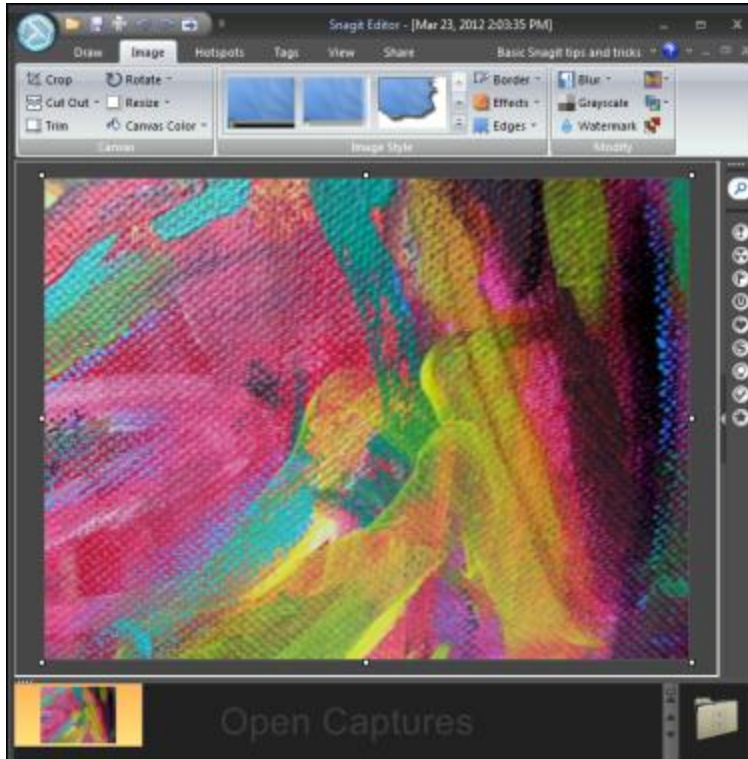 Snagit Editor - [Mar 23, 2012 2:03:35 PM]
Draw Image Hotspots Tags View Share Basic Snagit tips and tricks
Crop Rotate Border Blur
Cut Out Resize Effects Grayscale
Trim Canvas Color Edges Watermark
Canvas Image Style Modify
Open Captures